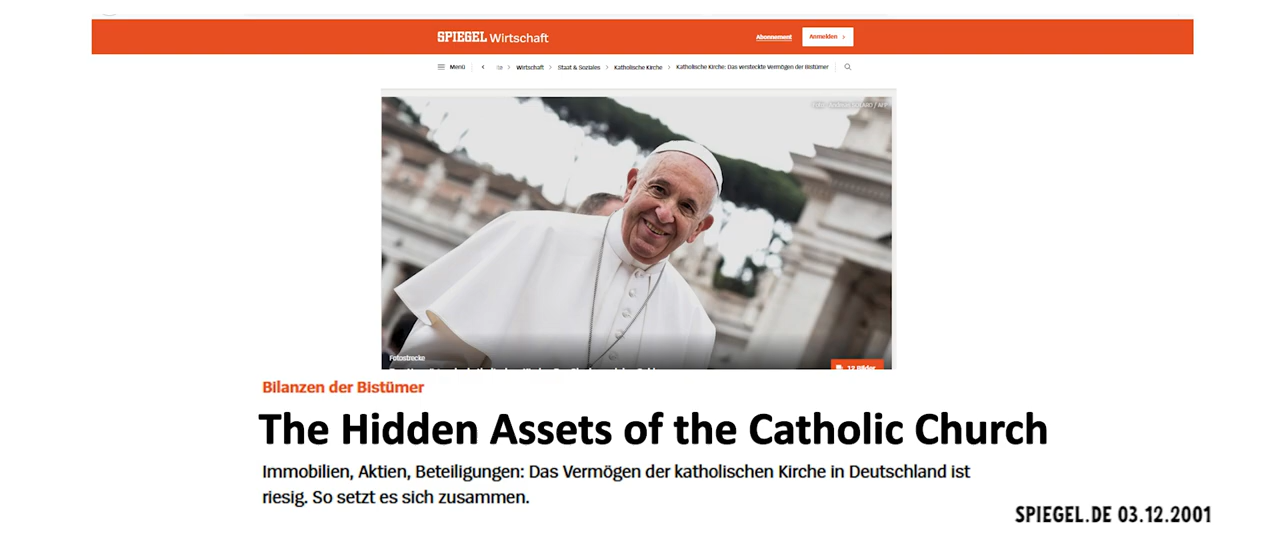 SPIEGEL Wirtschaft
Abonnement
Anmelden
Menü
Wirtschaft
Staat & Soziales
Katholische Kirche
Katholische Kirche: Das versteckte Vermögen der Bistümer
Fotostrecke
12 Bilder
Bilanzen der Bistümer
The Hidden Assets of the Catholic Church
Immobilien, Aktien, Beteiligungen: Das Vermögen der katholischen Kirche in Deutschland ist
riesig. So setzt es sich zusammen.
SPIEGEL.DE 03.12.2001